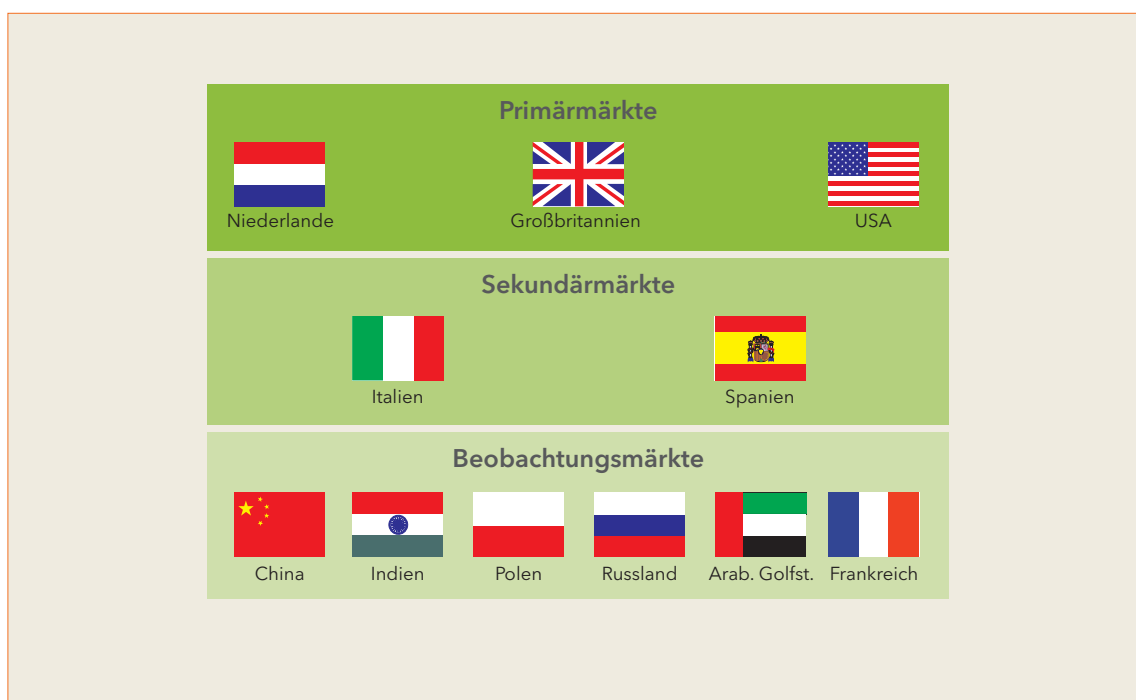 Primärmärkte
Niederlande Großbritannien USA
Sekundärmärkte
Italien Spanien
Beobachtungsmärkte
China Indien Polen Russland Arab. Golfst. Frankreich